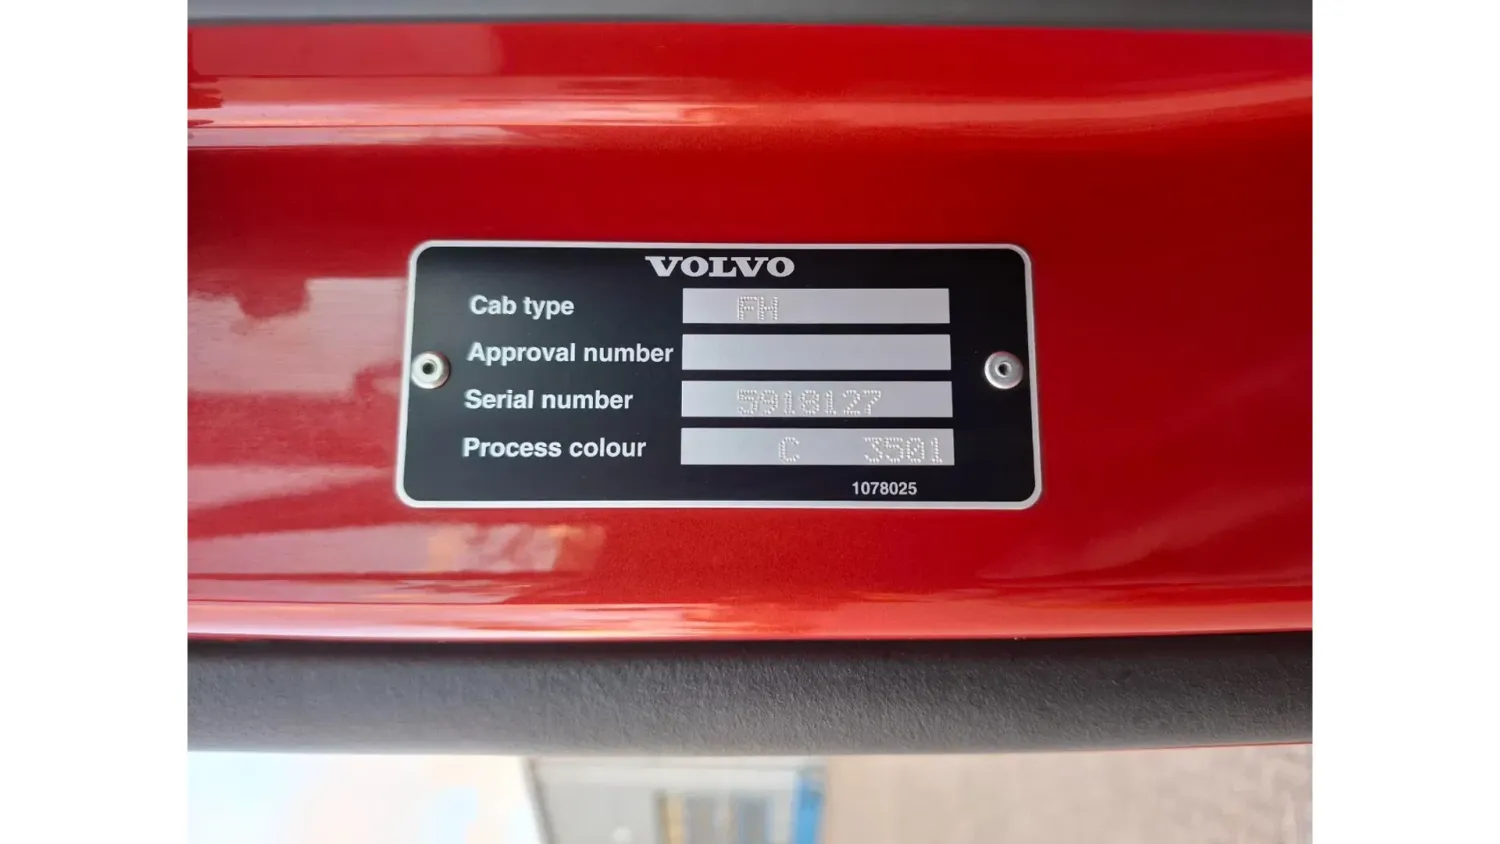 VOLVO
Cab type FH
Approval number
Serial number 5918127
Process colour C 3501
1078025